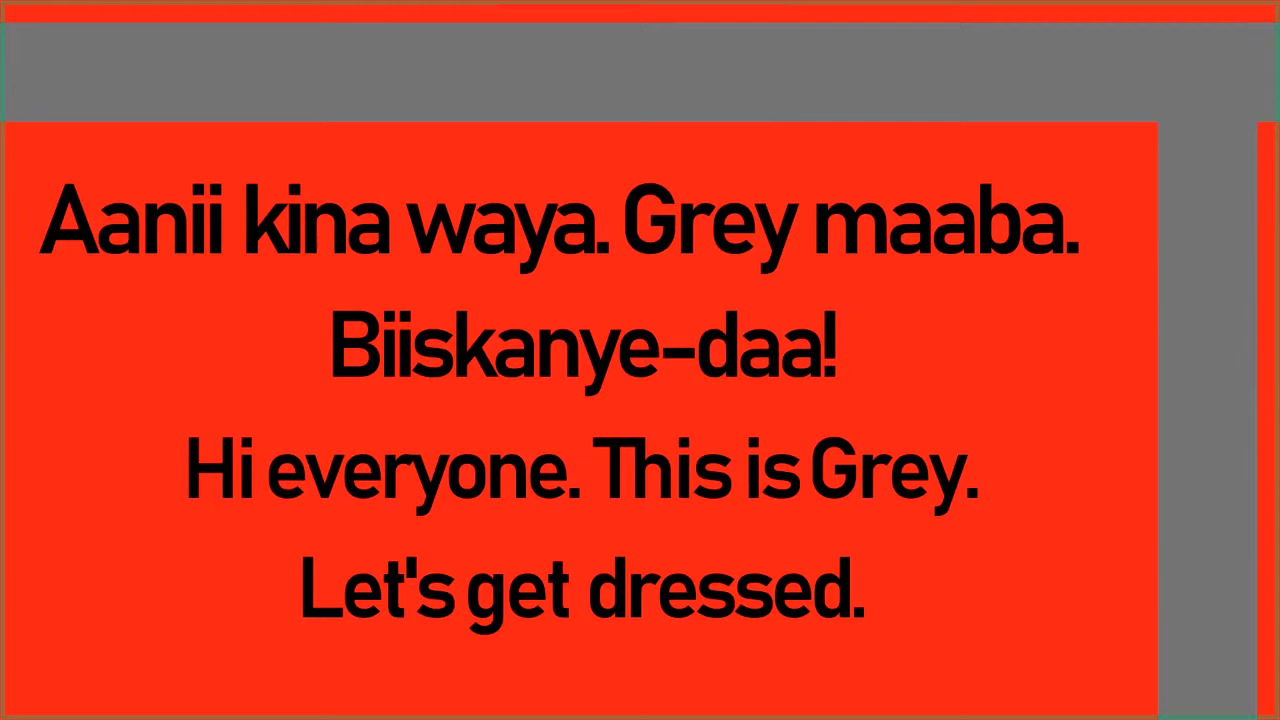 Aanii kina waya. Grey maaba.
Biiskanye-daa!
Hi everyone. This is Grey.
Let's get dressed.